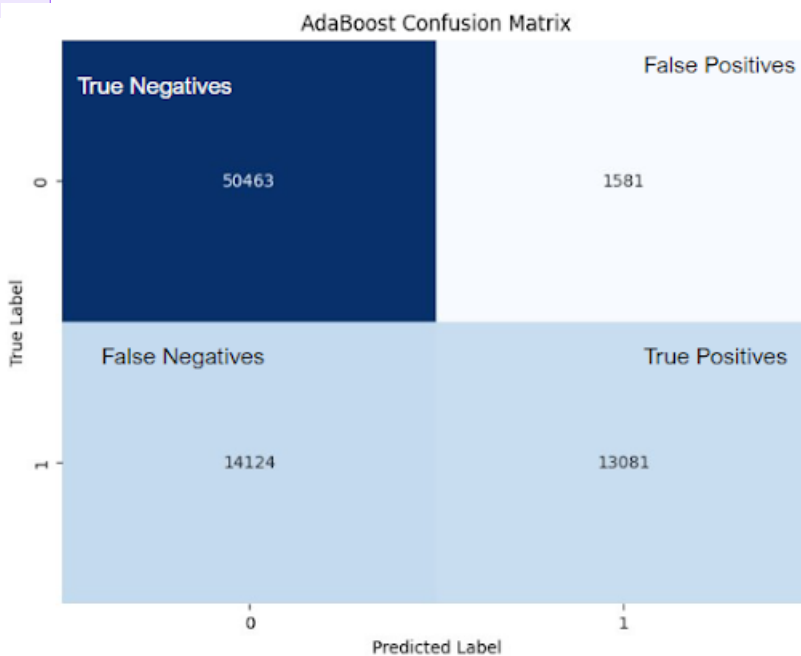 AdaBoost Confusion Matrix
True Negatives
False Positives
0
50463
1581
True Label
False Negatives
True Positives
1
14124
13081
0
1
Predicted Label